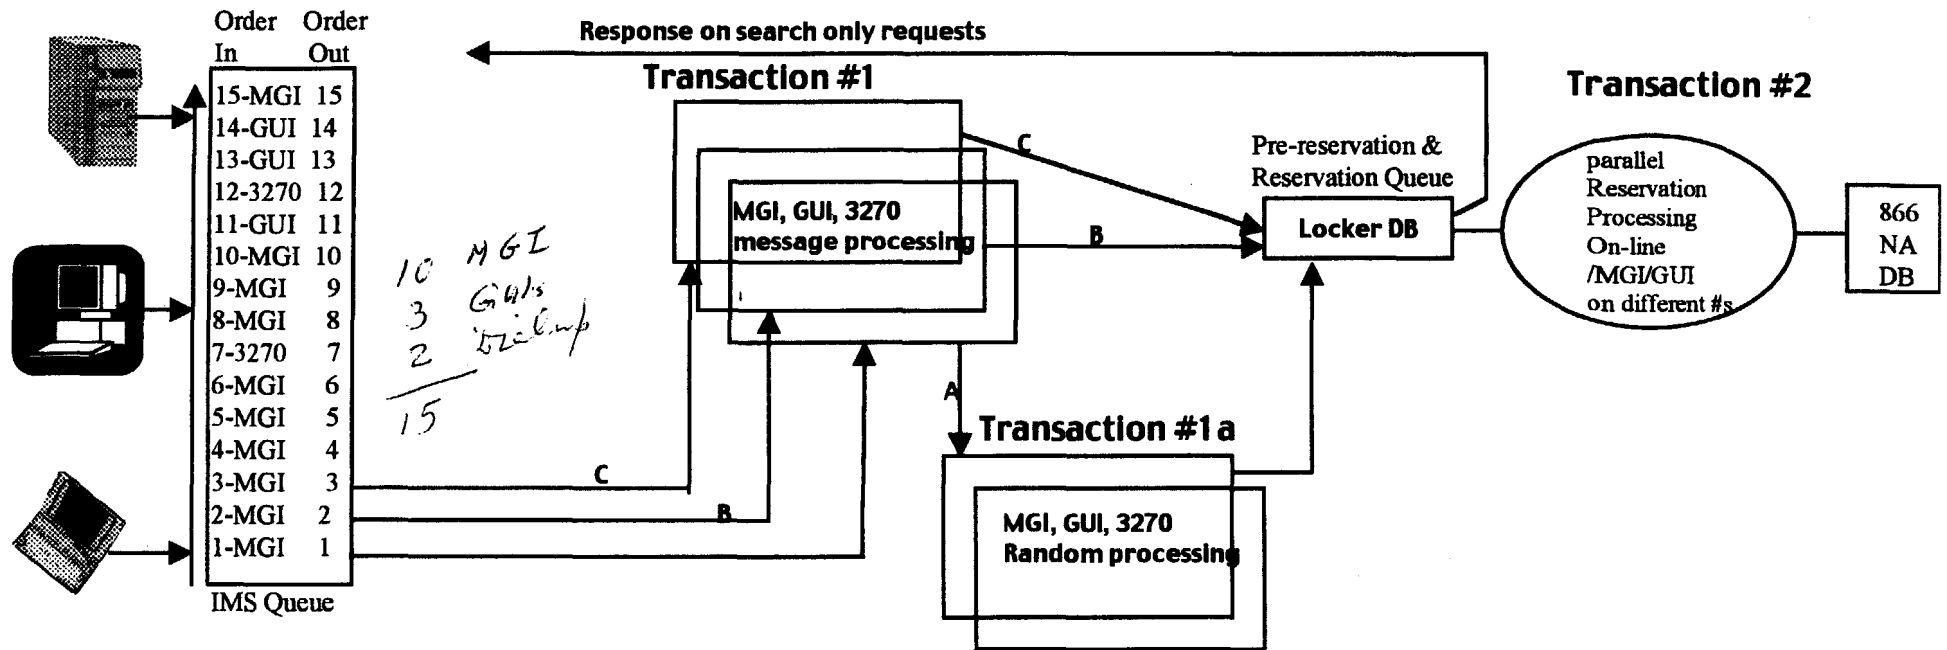 Order Order
In Out
15-MGI 15
14-GUI 14
13-GUI 13
12-3270 12
11-GUI 11
10-MGI 10
9-MGI 9
8-MGI 8
7-3270 7
6-MGI 6
5-MGI 5
4-MGI 4
3-MGI 3
2-MGI 2
1-MGI 1
IMS Queue
10 MGI
3 GUIs
2 Dialup
15
Response on search only requests
Transaction #1
MGI, GUI, 3270
message processing
C
B
A
C
B
Transaction #1a
MGI, GUI, 3270
Random processing
Pre-reservation &
Reservation Queue
Locker DB
Transaction #2
parallel
Reservation
Processing
On-line
/MGI/GUI
on different #s
866
NA
DB